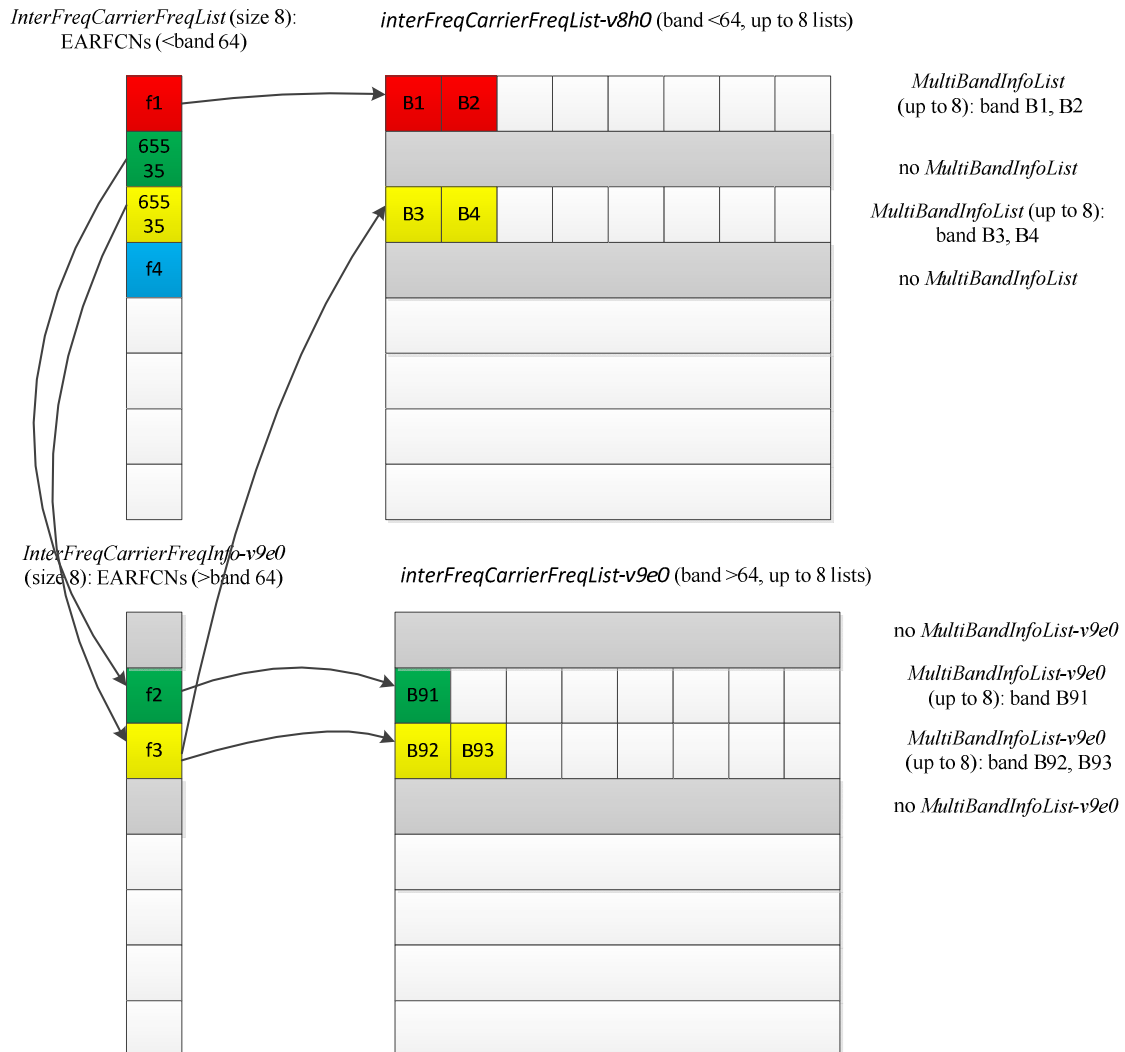 InterFreqCarrierFreqList (size 8):
EARFCNs (<band 64)
interFreqCarrierFreqList-v8h0 (band <64, up to 8 lists)
f1
B1 B2
MultiBandInfoList
(up to 8): band B1, B2
655
35
no MultiBandInfoList
655
35
B3 B4
MultiBandInfoList (up to 8):
band B3, B4
f4
no MultiBandInfoList
InterFreqCarrierFreqInfo-v9e0
(size 8): EARFCNs (>band 64)
interFreqCarrierFreqList-v9e0 (band >64, up to 8 lists)
no MultiBandInfoList-v9e0
f2
B91
MultiBandInfoList-v9e0
(up to 8): band B91
f3
B92 B93
MultiBandInfoList-v9e0
(up to 8): band B92, B93
no MultiBandInfoList-v9e0